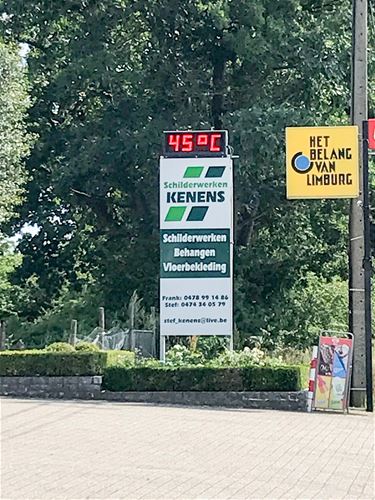 45°C
Schilderwerken
KENENS
Schilderwerken
Behangen
Vloerbekleding
Frank: 0478 99 14 86
Stef: 0474 34 05 79
stef_kenens@live.be
HET
BELANG
VAN
LIMBURG